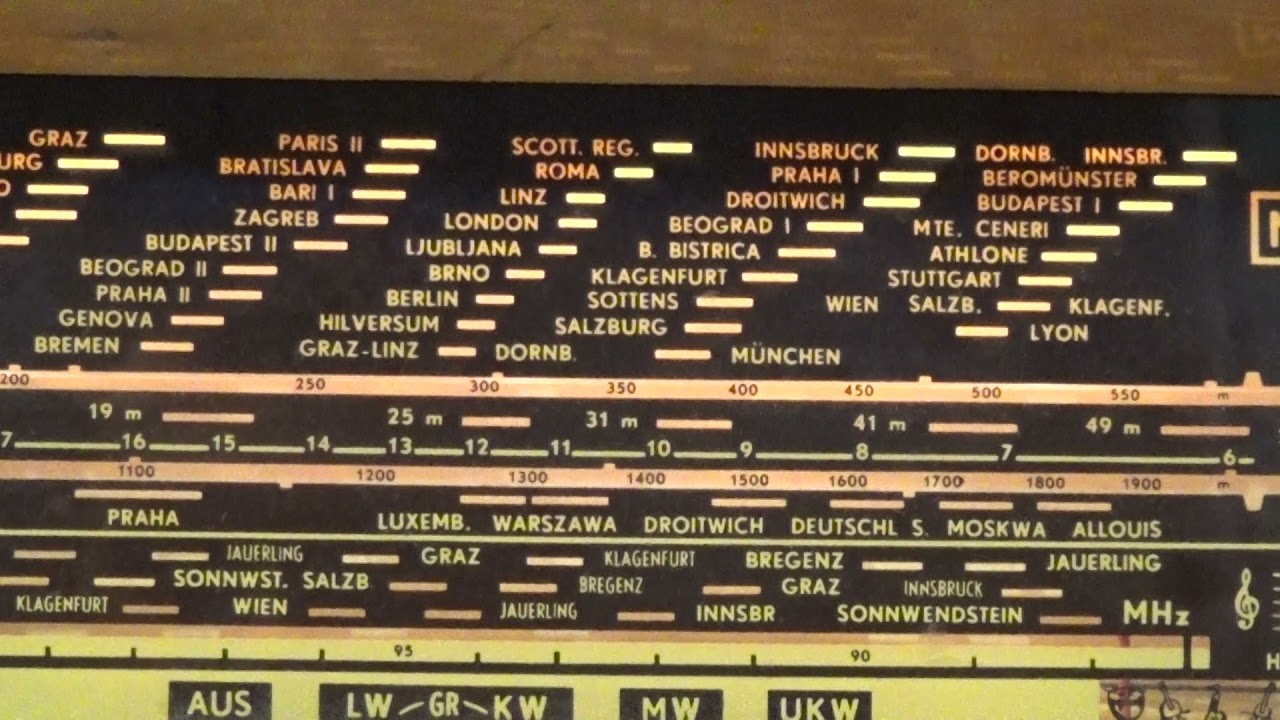 GRAZ PARIS II SCOTT. REG. INNSBRUCK DORNB. INNSBR.
URG BRATISLAVA ROMA PRAHA I BEROMÜNSTER
BARI I LINZ DROITWICH BUDAPEST I
ZAGREB LONDON BEOGRAD I MTE. CENERI
BUDAPEST II LJUBLJANA B. BISTRICA ATHLONE
BEOGRAD II BRNO KLAGENFURT STUTTGART
PRAHA II BERLIN SOTTENS WIEN SALZB. KLAGENF.
GENOVA HILVERSUM SALZBURG LYON
BREMEN GRAZ-LINZ DORNB. MÜNCHEN
200 250 300 350 400 450 500 550 m
19 m 25 m 31 m 41 m 49 m
7 16 15 14 13 12 11 10 9 8 7 6
1100 1200 1300 1400 1500 1600 1700 1800 1900 m
PRAHA LUXEMB. WARSZAWA DROITWICH DEUTSCHL S. MOSKWA ALLOUIS
JAUERLING GRAZ KLAGENFURT BREGENZ JAUERLING
SONNWST. SALZB BREGENZ GRAZ INNSBRUCK
KLAGENFURT WIEN JAUERLING INNSBR SONNWENDSTEIN MHz
95 90 H
AUS LW GR KW MW UKW